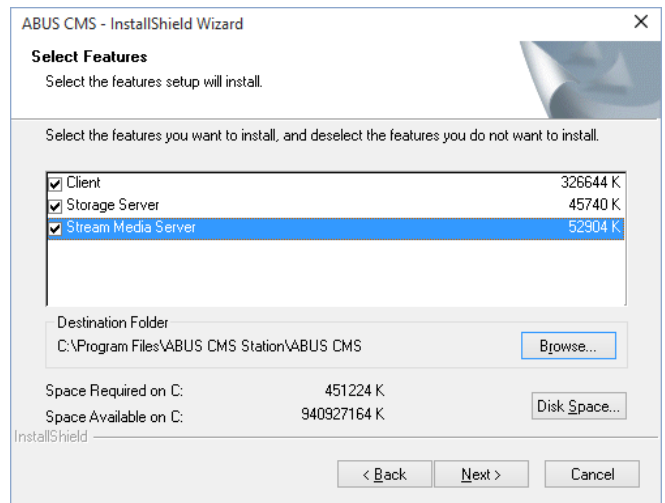 ABUS CMS - InstallShield Wizard
Select Features
Select the features setup will install.
Select the features you want to install, and deselect the features you do not want to install.
Client 326644 K
Storage Server 45740 K
Stream Media Server 52904 K
Destination Folder
C:\Program Files\ABUS CMS Station\ABUS CMS
Browse...
Space Required on C: 451224 K
Space Available on C: 940927164 K
Disk Space...
InstallShield
< Back Next > Cancel